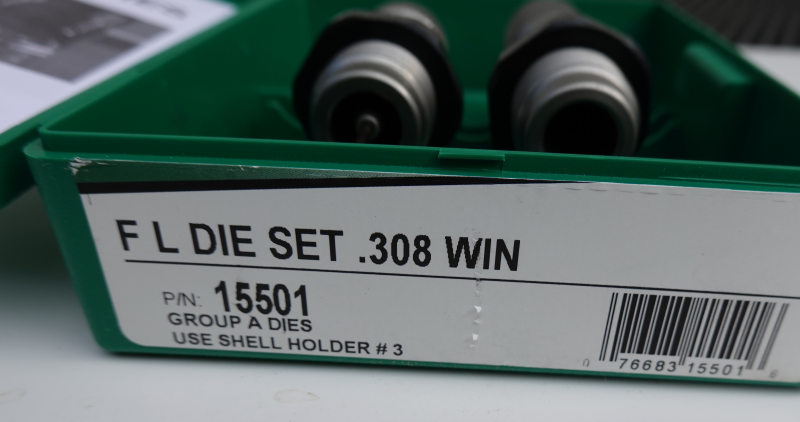 F L DIE SET .308 WIN
P/N: 15501
GROUP A DIES
USE SHELL HOLDER # 3
0 76683 15501 6